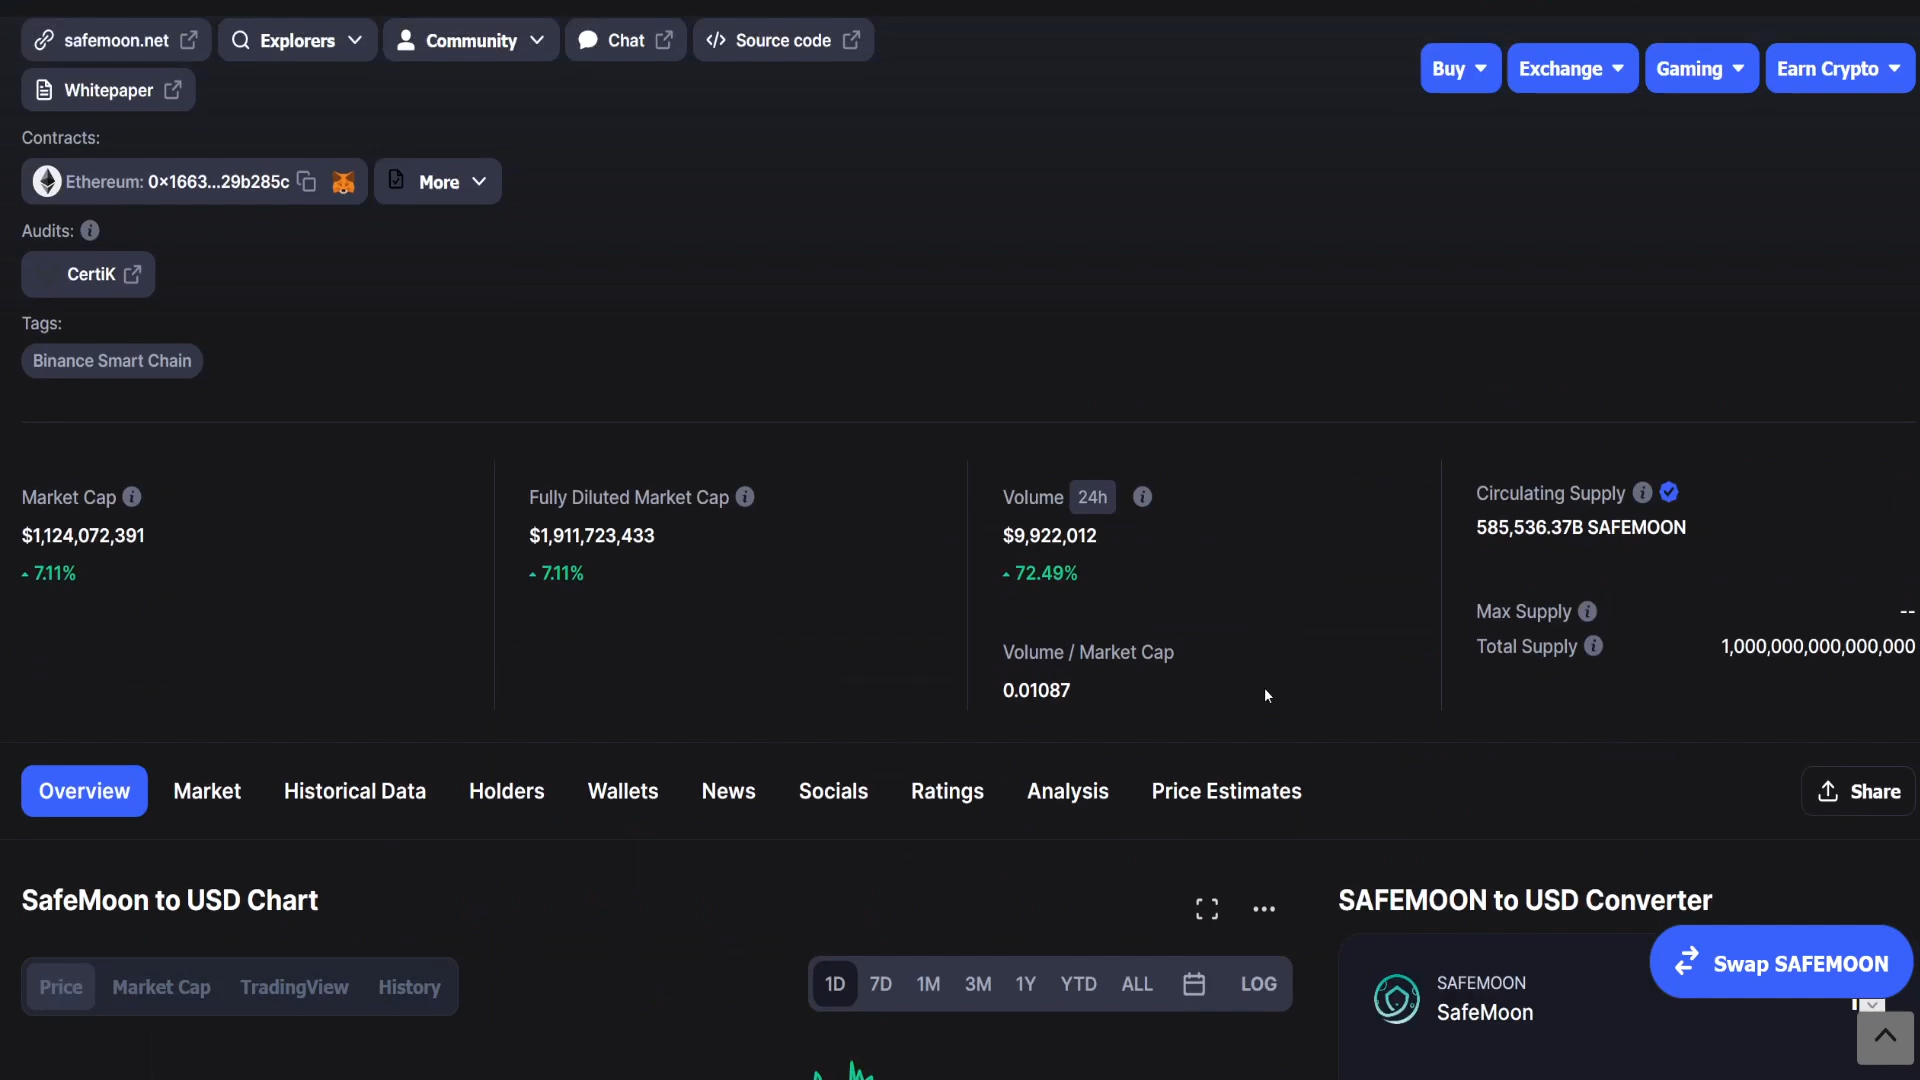 safemoon.net
Explorers
Community
Chat
Source code
Whitepaper
Buy
Exchange
Gaming
Earn Crypto
Contracts:
Ethereum: 0x1663...29b285c
More
Audits:
CertiK
Tags:
Binance Smart Chain
Market Cap
$1,124,072,391
7.11%
Fully Diluted Market Cap
$1,911,723,433
7.11%
Volume 24h
$9,922,012
72.49%
Volume / Market Cap
0.01087
Circulating Supply
585,536.37B SAFEMOON
Max Supply --
Total Supply 1,000,000,000,000,000
Overview
Market
Historical Data
Holders
Wallets
News
Socials
Ratings
Analysis
Price Estimates
Share
SafeMoon to USD Chart
Price
Market Cap
TradingView
History
1D
7D
1M
3M
1Y
YTD
ALL
LOG
SAFEMOON to USD Converter
SAFEMOON
SafeMoon
Swap SAFEMOON